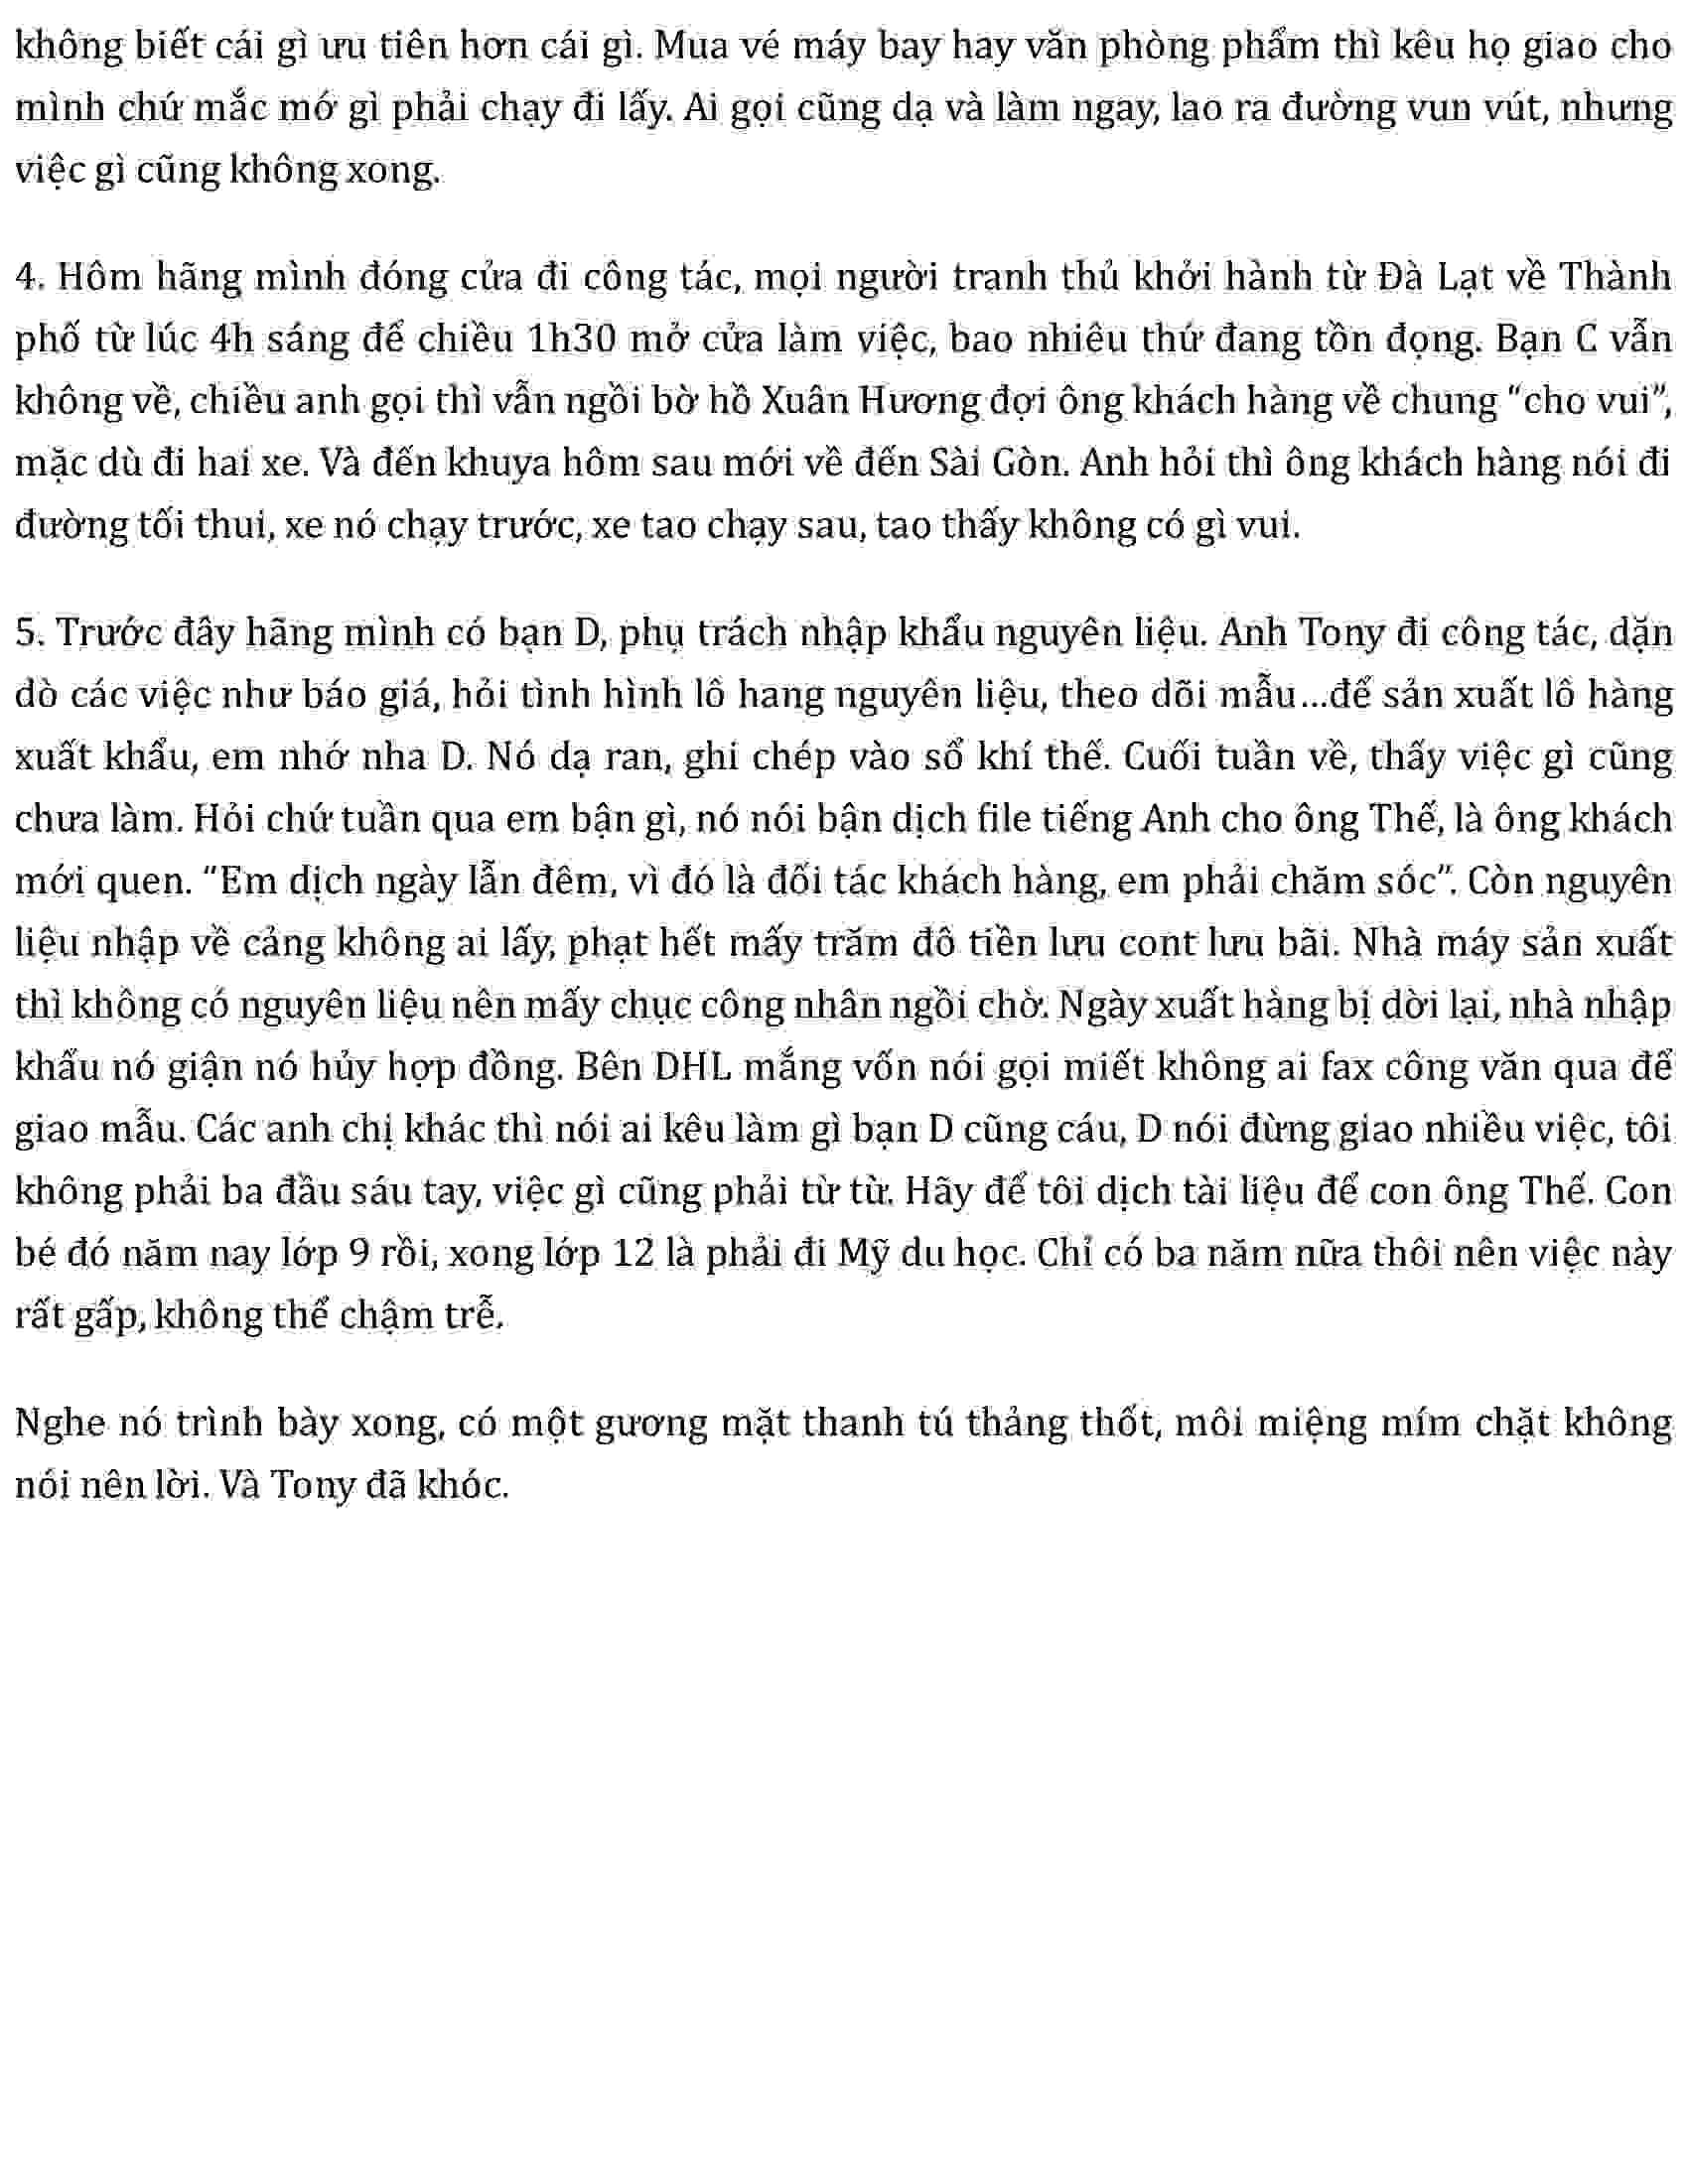 không biết cái gì ưu tiên hơn cái gì. Mua vé máy bay hay văn phòng phẩm thì kêu họ giao cho
mình chứ mắc mớ gì phải chạy đi lấy. Ai gọi cũng dạ và làm ngay, lao ra đường vun vút, nhưng
việc gì cũng không xong.
4. Hôm hãng mình đóng cửa đi công tác, mọi người tranh thủ khởi hành từ Đà Lạt về Thành
phố từ lúc 4h sáng để chiều 1h30 mở cửa làm việc, bao nhiêu thứ đang tồn đọng. Bạn C vẫn
không về, chiều anh gọi thì vẫn ngồi bờ hồ Xuân Hương đợi ông khách hàng về chung “cho vui”,
mặc dù đi hai xe. Và đến khuya hôm sau mới về đến Sài Gòn. Anh hỏi thì ông khách hàng nói đi
đường tối thui, xe nó chạy trước, xe tao chạy sau, tao thấy không có gì vui.
5. Trước đây hãng mình có bạn D, phụ trách nhập khẩu nguyên liệu. Anh Tony đi công tác, dặn
dò các việc như báo giá, hỏi tình hình lô hang nguyên liệu, theo dõi mẫu...để sản xuất lô hàng
xuất khẩu, em nhớ nha D. Nó dạ ran, ghi chép vào sổ khí thế. Cuối tuần về, thấy việc gì cũng
chưa làm. Hỏi chứ tuần qua em bận gì, nó nói bận dịch file tiếng Anh cho ông Thế, là ông khách
mới quen. “Em dịch ngày lẫn đêm, vì đó là đối tác khách hàng, em phải chăm sóc”. Còn nguyên
liệu nhập về cảng không ai lấy, phạt hết mấy trăm đô tiền lưu cont lưu bãi. Nhà máy sản xuất
thì không có nguyên liệu nên mấy chục công nhân ngồi chờ. Ngày xuất hàng bị dời lại, nhà nhập
khẩu nó giận nó hủy hợp đồng. Bên DHL mắng vốn nói gọi miết không ai fax công văn qua để
giao mẫu. Các anh chị khác thì nói ai kêu làm gì bạn D cũng cáu, D nói đừng giao nhiều việc, tôi
không phải ba đầu sáu tay, việc gì cũng phải từ từ. Hãy để tôi dịch tài liệu để con ông Thế. Con
bé đó năm nay lớp 9 rồi, xong lớp 12 là phải đi Mỹ du học. Chỉ có ba năm nữa thôi nên việc này
rất gấp, không thể chậm trễ.
Nghe nó trình bày xong, có một gương mặt thanh tú thảng thốt, môi miệng mím chặt không
nói nên lời. Và Tony đã khóc.